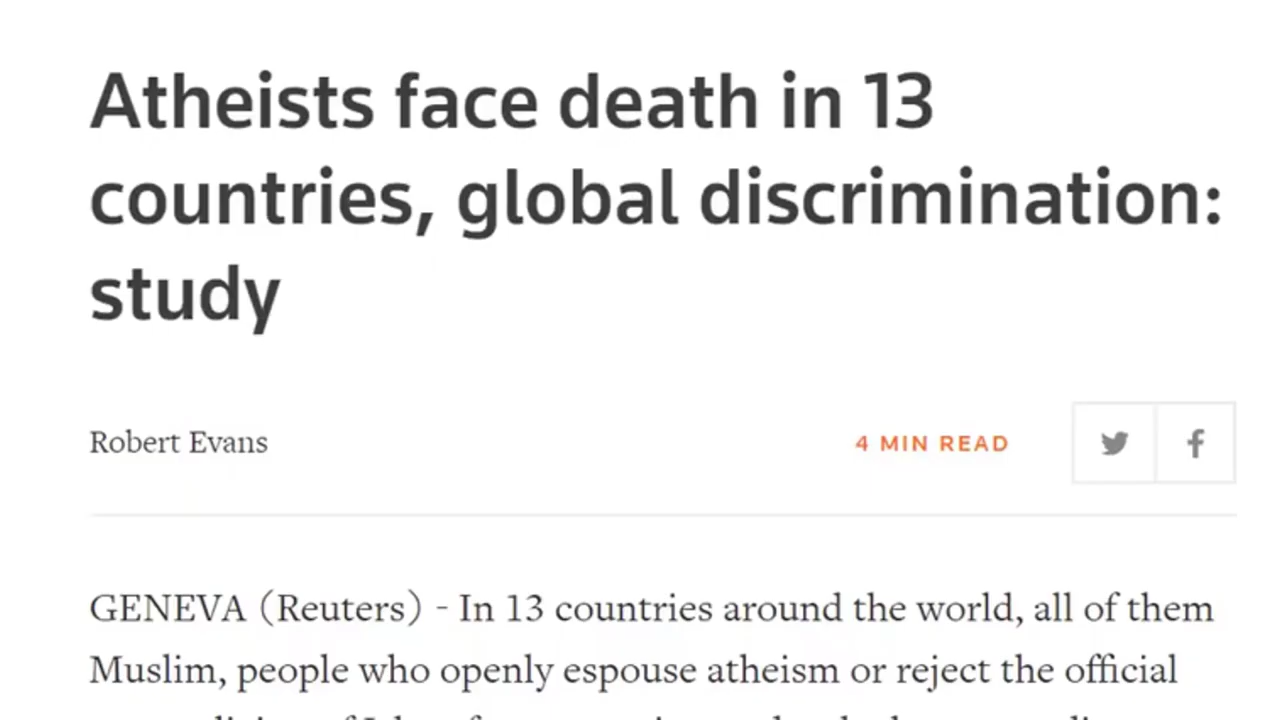 Atheists face death in 13
countries, global discrimination:
study
Robert Evans
4 MIN READ
GENEVA (Reuters) - In 13 countries around the world, all of them
Muslim, people who openly espouse atheism or reject the official